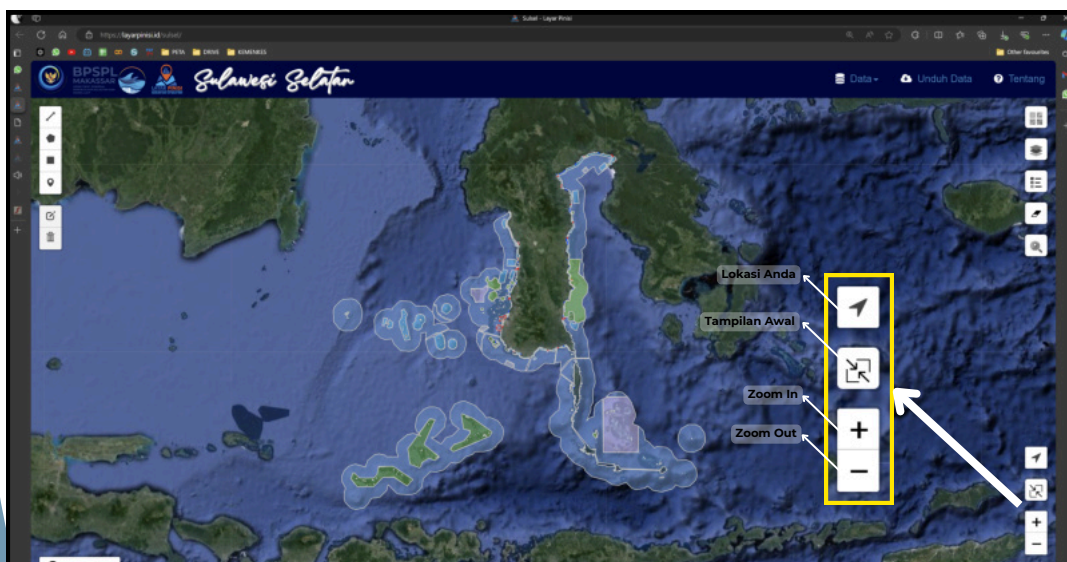 Sulsel - Layar Pinisi
https://layarpinisi.id/sulsel/
PETA
DRIVE
KEMENKES
Other favourites
BPSPL
MAKASSAR
Sulawesi Selatan
Data
Unduh Data
Tentang
Lokasi Anda
Tampilan Awal
Zoom In
Zoom Out